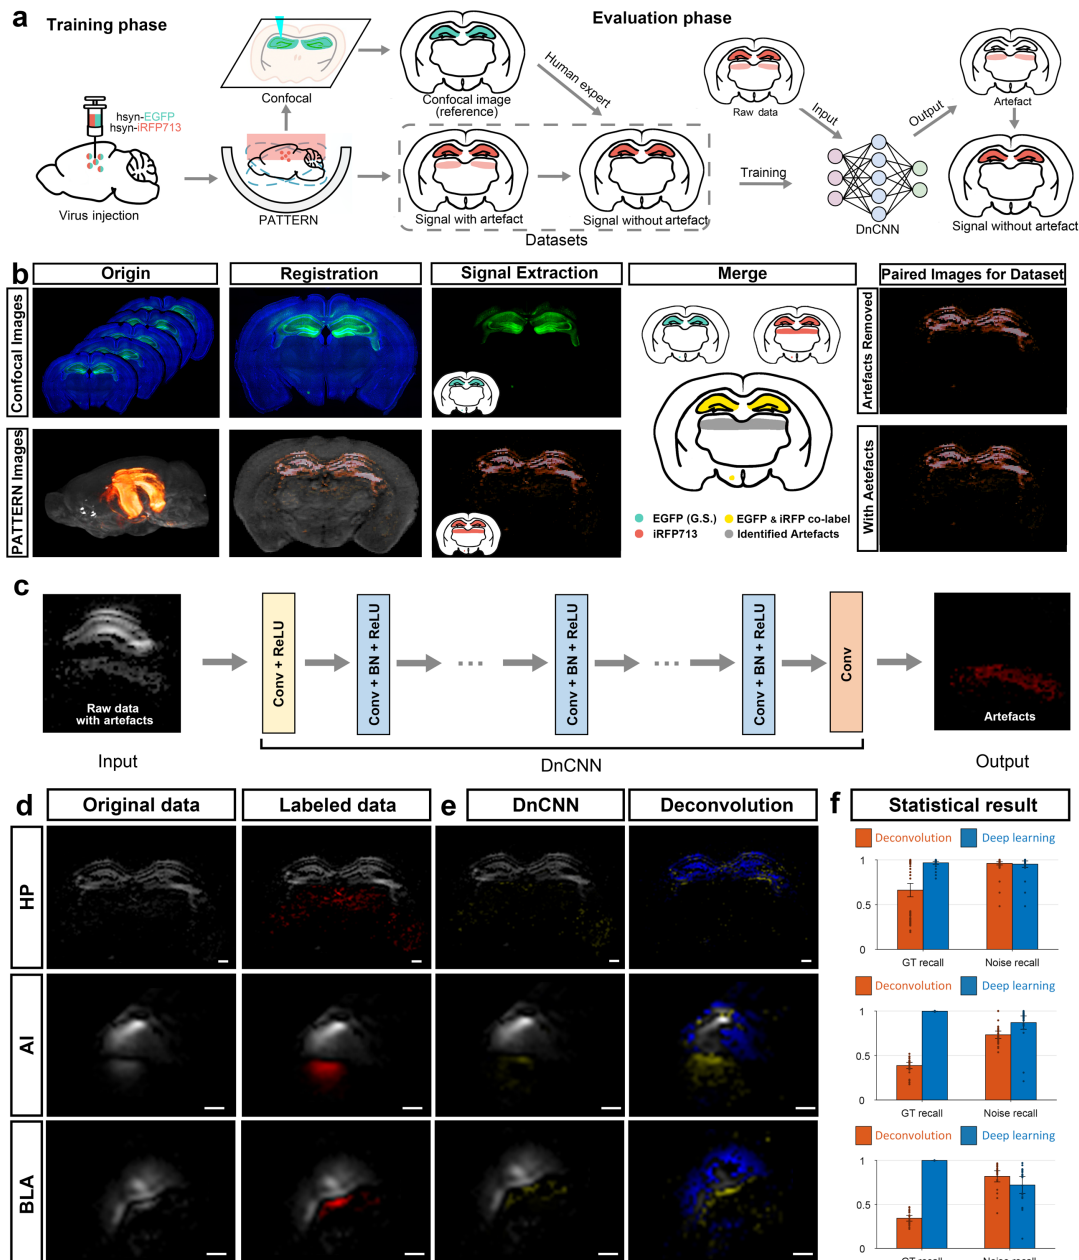 a
Training phase
Evaluation phase
hsyn-EGFP
hsyn-iRFP713
Virus injection
Confocal
PATTERN
Confocal image
(reference)
Human expert
Signal with artefact
Signal without artefact
Datasets
Raw data
Input
Training
DnCNN
Output
Artefact
Signal without artefact
b
Origin
Registration
Signal Extraction
Merge
Paired Images for Dataset
Confocal Images
PATTERN Images
EGFP (G.S.)
EGFP & iRFP co-label
iRFP713
Identified Artefacts
Artefacts Removed
With Aetefacts
c
Raw data
with artefacts
Input
Conv + ReLU
Conv + BN + ReLU
...
Conv + BN + ReLU
...
Conv + BN + ReLU
Conv
DnCNN
Artefacts
Output
d
Original data
Labeled data
e
DnCNN
Deconvolution
f
Statistical result
HP
AI
BLA
Deconvolution
Deep learning
1
0.5
0
GT recall
Noise recall
Deconvolution
Deep learning
1
0.5
0
GT recall
Noise recall
Deconvolution
Deep learning
1
0.5
0
GT recall
Noise recall